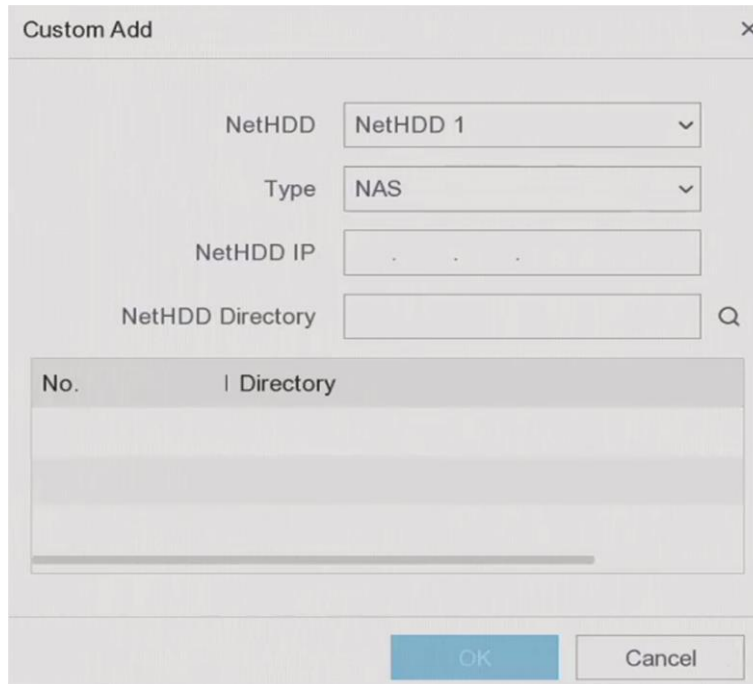 Custom Add
NetHDD NetHDD 1
Type NAS
NetHDD IP . . .
NetHDD Directory
No. Directory
OK Cancel